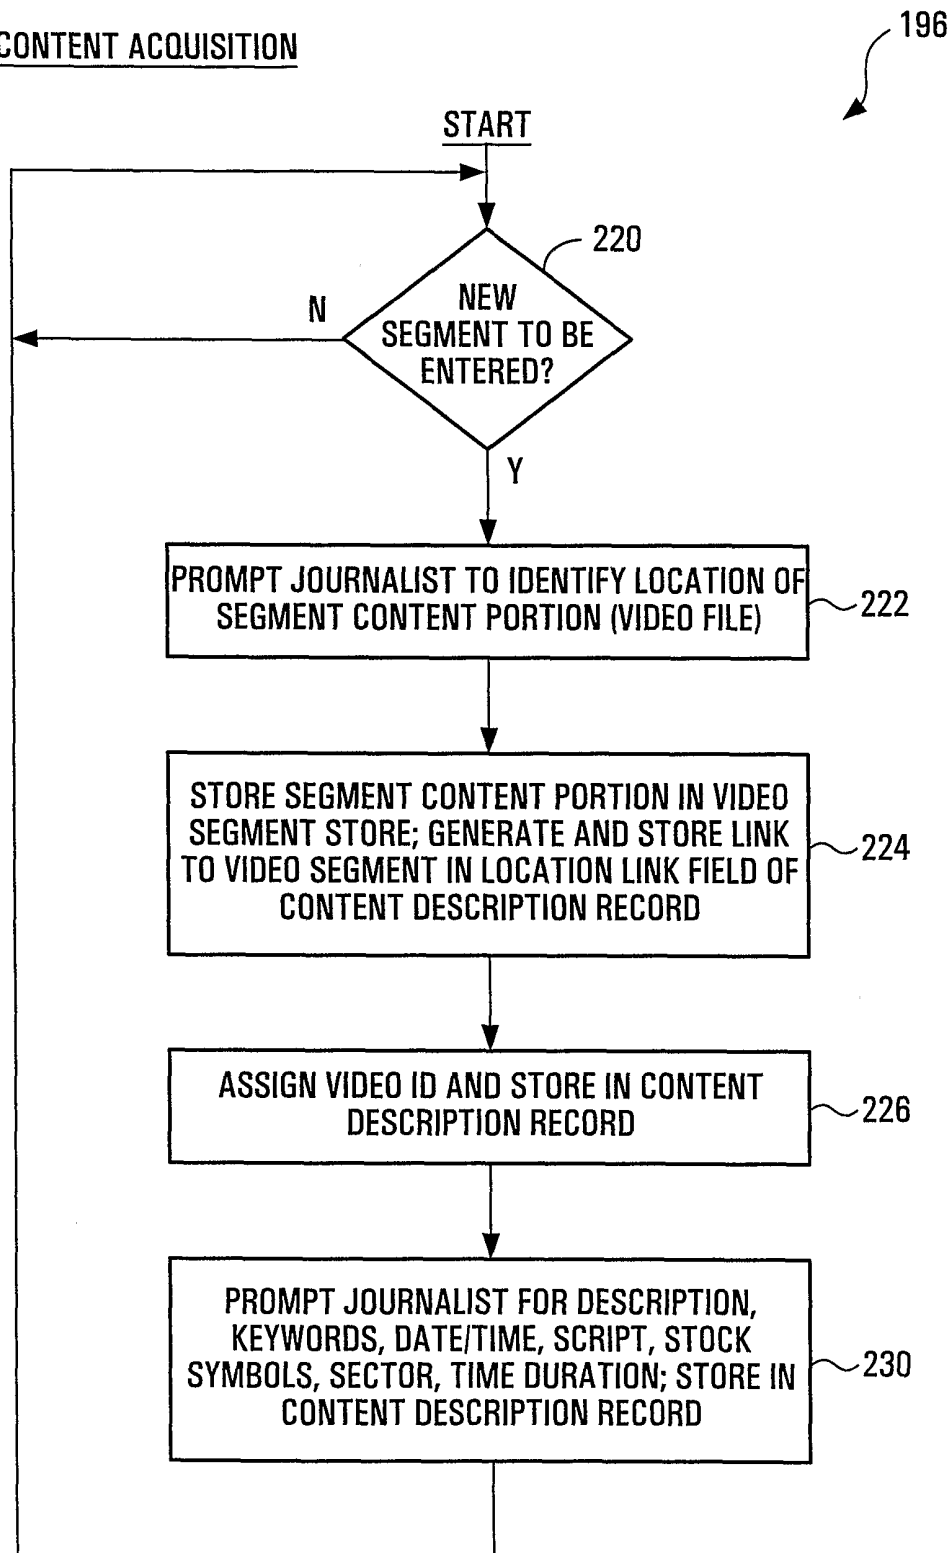 CONTENT ACQUISITION
196
START
220
NEW
SEGMENT TO BE
ENTERED?
N
Y
PROMPT JOURNALIST TO IDENTIFY LOCATION OF
SEGMENT CONTENT PORTION (VIDEO FILE)
222
STORE SEGMENT CONTENT PORTION IN VIDEO
SEGMENT STORE; GENERATE AND STORE LINK
TO VIDEO SEGMENT IN LOCATION LINK FIELD OF
CONTENT DESCRIPTION RECORD
224
ASSIGN VIDEO ID AND STORE IN CONTENT
DESCRIPTION RECORD
226
PROMPT JOURNALIST FOR DESCRIPTION,
KEYWORDS, DATE/TIME, SCRIPT, STOCK
SYMBOLS, SECTOR, TIME DURATION; STORE IN
CONTENT DESCRIPTION RECORD
230